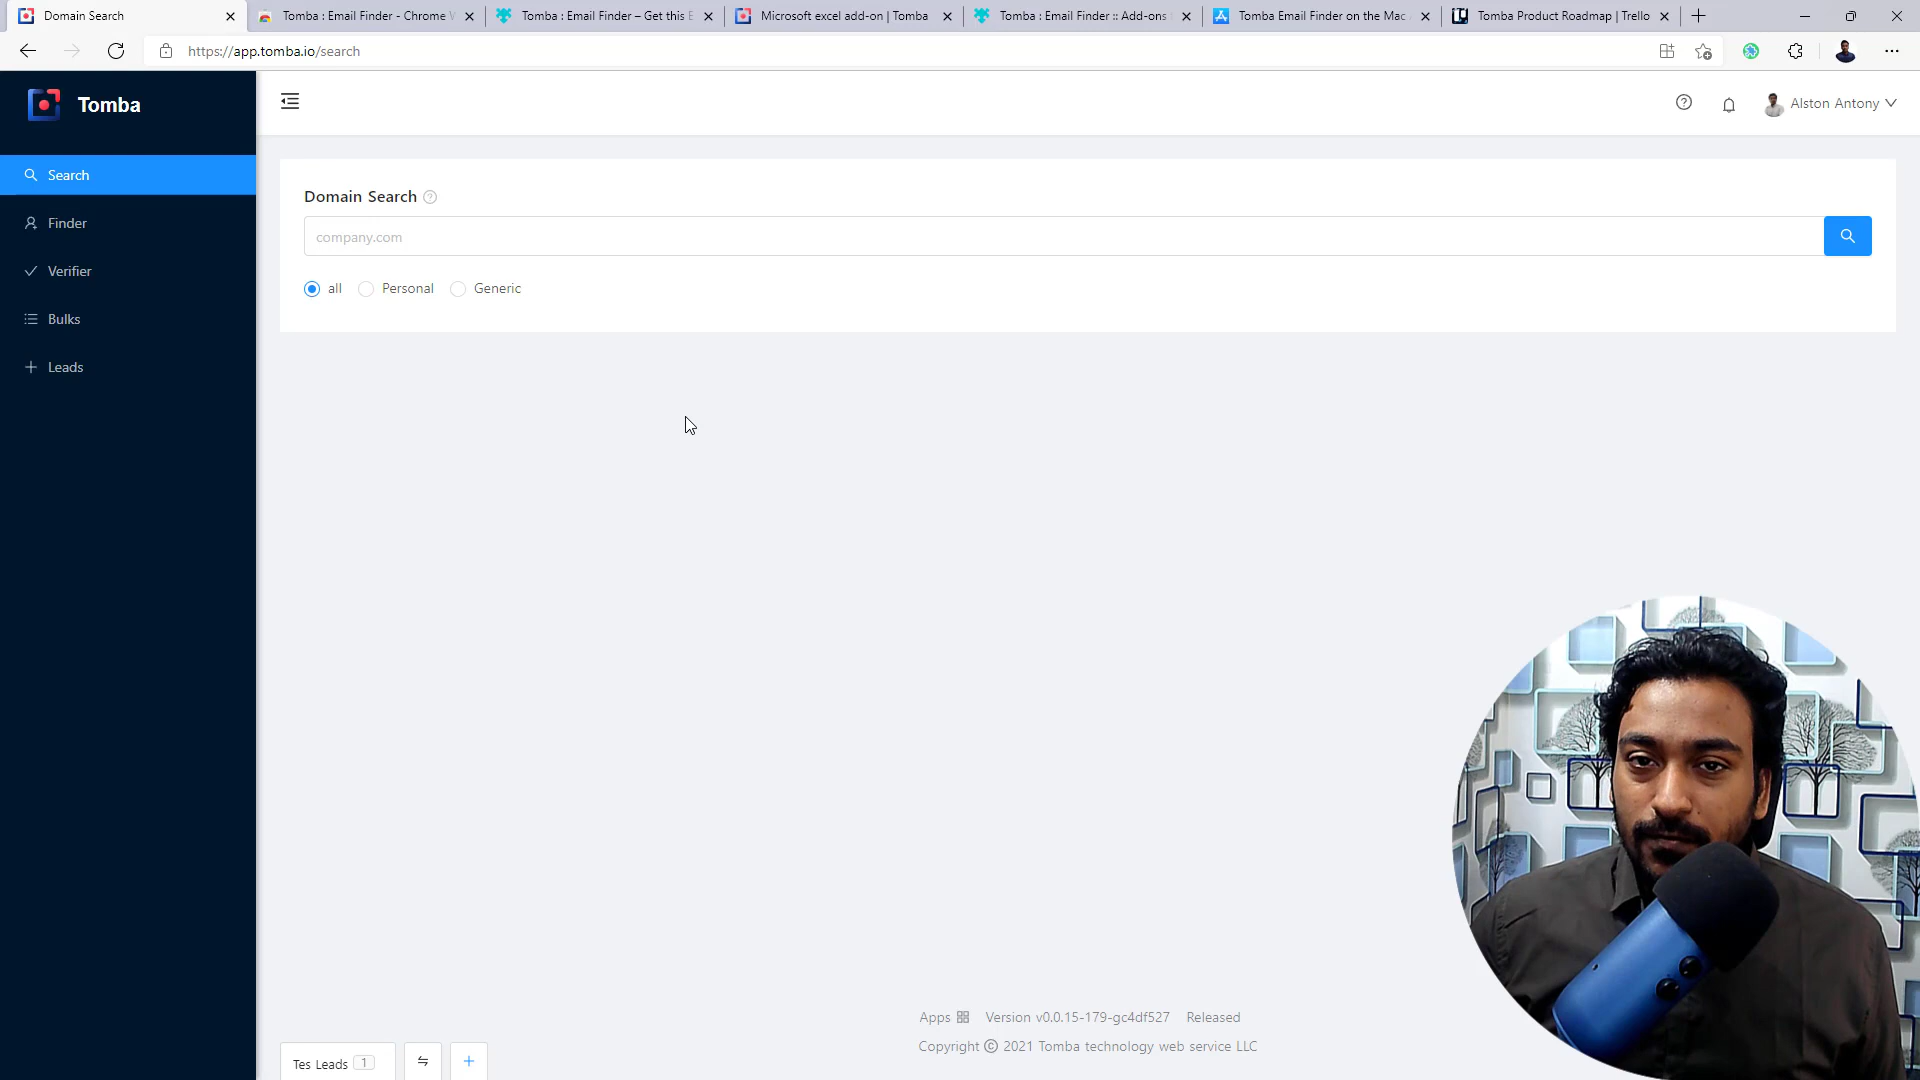 Domain Search
Tomba : Email Finder - Chrome W
Tomba : Email Finder – Get this E
Microsoft excel add-on | Tomba
Tomba : Email Finder :: Add-ons
Tomba Email Finder on the Mac
Tomba Product Roadmap | Trello
https://app.tomba.io/search
Tomba
Alston Antony
Search
Finder
Verifier
Bulks
Leads
Domain Search
company.com
all
Personal
Generic
Apps
Version v0.0.15-179-gc4df527
Released
Copyright © 2021 Tomba technology web service LLC
Tes Leads 1